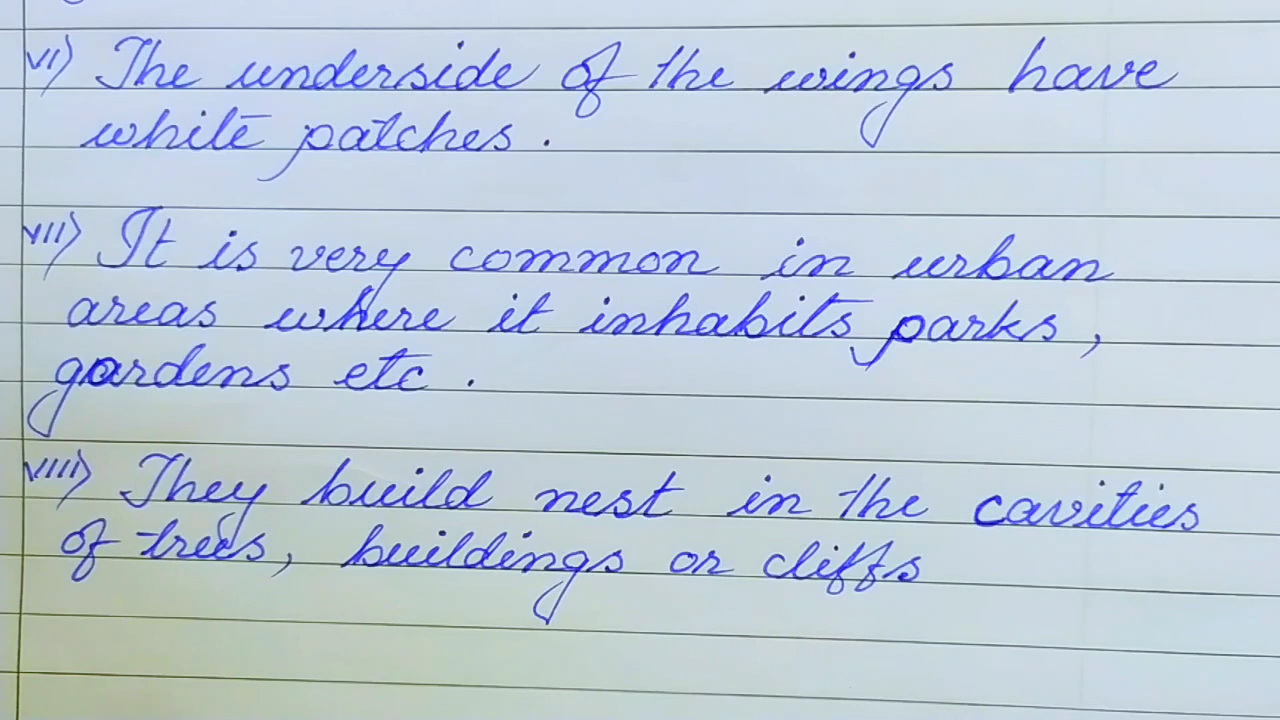 VI) The underside of the wings have
white patches.
VII) It is very common in urban
areas where it inhabits parks,
gardens etc.
VIII) They build nest in the cavities
of trees, buildings or cliffs